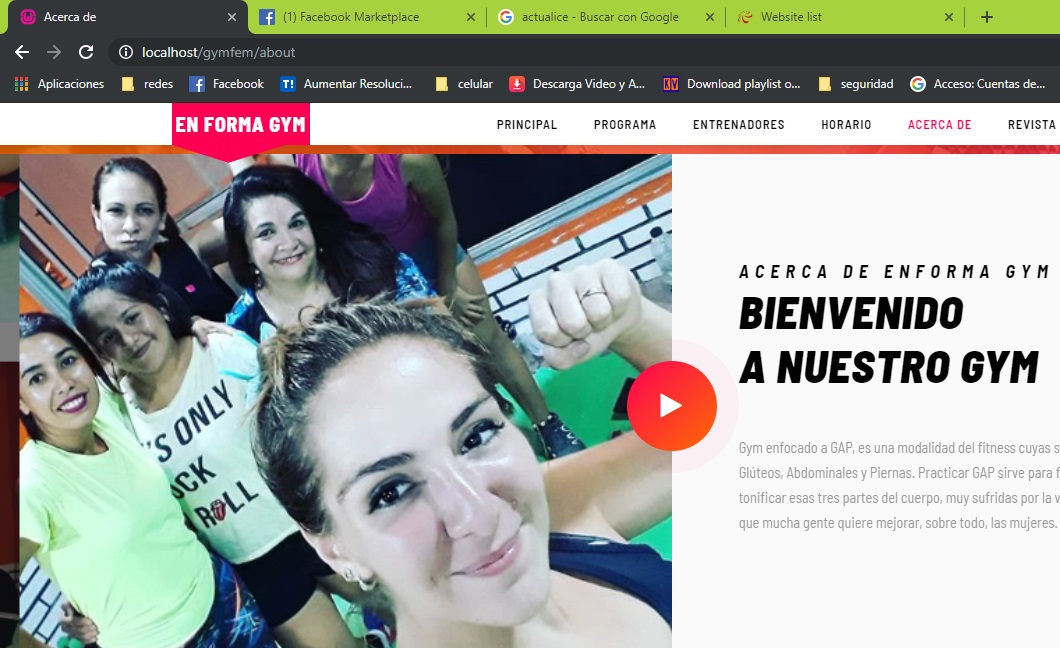 Acerca de
(1) Facebook Marketplace
actualice - Buscar con Google
Website list
localhost/gymfem/about
Aplicaciones
redes
Facebook
T!
Aumentar Resoluci...
celular
Descarga Video y A...
KV
Download playlist o...
seguridad
Acceso: Cuentas de...
EN FORMA GYM
PRINCIPAL
PROGRAMA
ENTRENADORES
HORARIO
ACERCA DE
REVISTA
'S ONLY
OCK
ROLL
ACERCA DE ENFORMA GYM
BIENVENIDO
A NUESTRO GYM
Gym enfocado a GAP, es una modalidad del fitness cuyas s
Glúteos, Abdominales y Piernas. Practicar GAP sirve para f
tonificar esas tres partes del cuerpo, muy sufridas por la v
que mucha gente quiere mejorar, sobre todo, las mujeres.